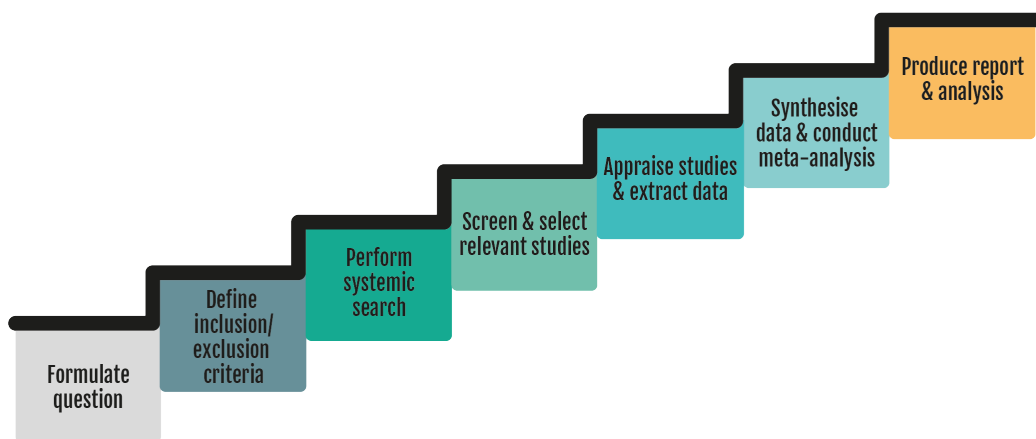 Formulate
question
Define
inclusion/
exclusion
criteria
Perform
systemic
search
Screen & select
relevant studies
Appraise studies
& extract data
Synthesise
data & conduct
meta-analysis
Produce report
& analysis